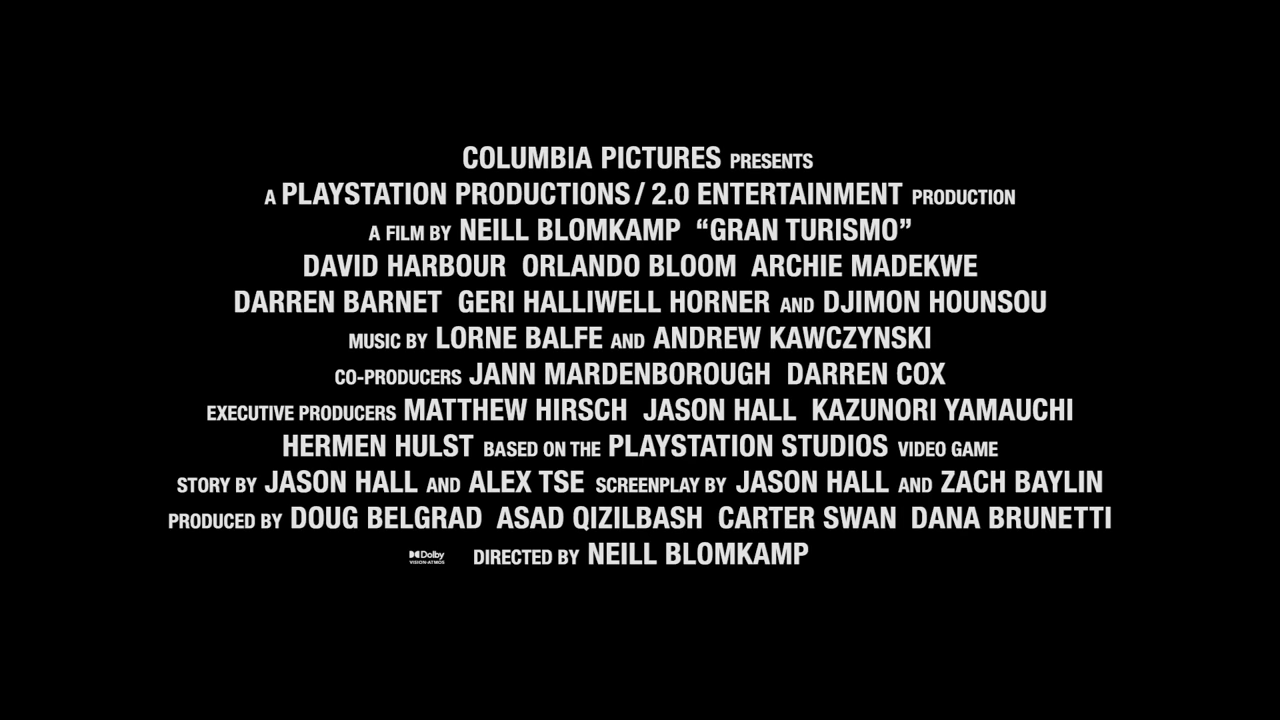 COLUMBIA PICTURES PRESENTS
A PLAYSTATION PRODUCTIONS / 2.0 ENTERTAINMENT PRODUCTION
A FILM BY NEILL BLOMKAMP “GRAN TURISMO”
DAVID HARBOUR ORLANDO BLOOM ARCHIE MADEKWE
DARREN BARNET GERI HALLIWELL HORNER AND DJIMON HOUNSOU
MUSIC BY LORNE BALFE AND ANDREW KAWCZYNSKI
CO-PRODUCERS JANN MARDENBOROUGH DARREN COX
EXECUTIVE PRODUCERS MATTHEW HIRSCH JASON HALL KAZUNORI YAMAUCHI
HERMEN HULST BASED ON THE PLAYSTATION STUDIOS VIDEO GAME
STORY BY JASON HALL AND ALEX TSE SCREENPLAY BY JASON HALL AND ZACH BAYLIN
PRODUCED BY DOUG BELGRAD ASAD QIZILBASH CARTER SWAN DANA BRUNETTI
Dolby VISION·ATMOS DIRECTED BY NEILL BLOMKAMP